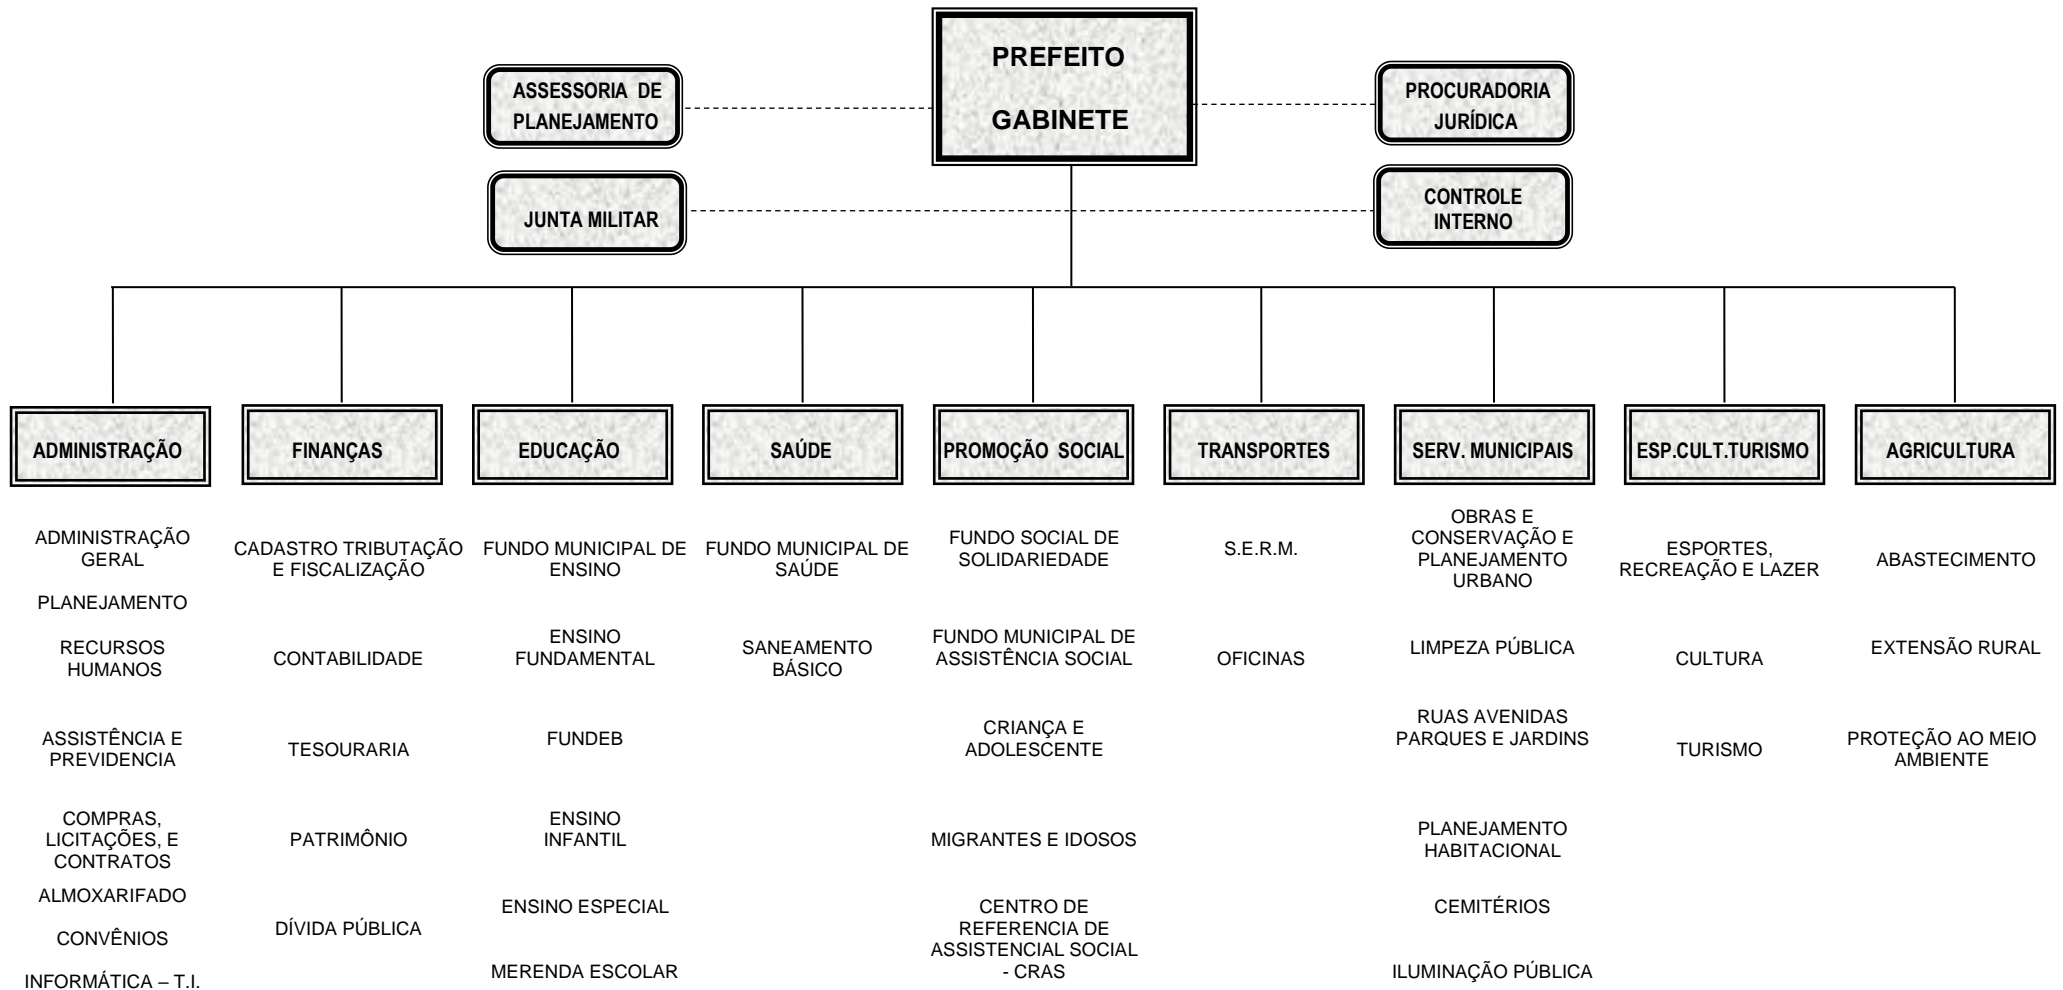 PREFEITO
GABINETE
ASSESSORIA DE
PLANEJAMENTO
PROCURADORIA
JURÍDICA
JUNTA MILITAR
CONTROLE
INTERNO
ADMINISTRAÇÃO
FINANÇAS
EDUCAÇÃO
SAÚDE
PROMOÇÃO SOCIAL
TRANSPORTES
SERV. MUNICIPAIS
ESP.CULT.TURISMO
AGRICULTURA
ADMINISTRAÇÃO
GERAL
PLANEJAMENTO
RECURSOS
HUMANOS
ASSISTÊNCIA E
PREVIDENCIA
COMPRAS,
LICITAÇÕES, E
CONTRATOS
ALMOXARIFADO
CONVÊNIOS
INFORMÁTICA – T.I.
CADASTRO TRIBUTAÇÃO
E FISCALIZAÇÃO
CONTABILIDADE
TESOURARIA
PATRIMÔNIO
DÍVIDA PÚBLICA
FUNDO MUNICIPAL DE
ENSINO
ENSINO
FUNDAMENTAL
FUNDEB
ENSINO
INFANTIL
ENSINO ESPECIAL
MERENDA ESCOLAR
FUNDO MUNICIPAL DE
SAÚDE
SANEAMENTO
BÁSICO
FUNDO SOCIAL DE
SOLIDARIEDADE
FUNDO MUNICIPAL DE
ASSISTÊNCIA SOCIAL
CRIANÇA E
ADOLESCENTE
MIGRANTES E IDOSOS
CENTRO DE
REFERENCIA DE
ASSISTENCIAL SOCIAL
- CRAS
S.E.R.M.
OFICINAS
OBRAS E
CONSERVAÇÃO E
PLANEJAMENTO
URBANO
LIMPEZA PÚBLICA
RUAS AVENIDAS
PARQUES E JARDINS
PLANEJAMENTO
HABITACIONAL
CEMITÉRIOS
ILUMINAÇÃO PÚBLICA
ESPORTES,
RECREAÇÃO E LAZER
CULTURA
TURISMO
ABASTECIMENTO
EXTENSÃO RURAL
PROTEÇÃO AO MEIO
AMBIENTE